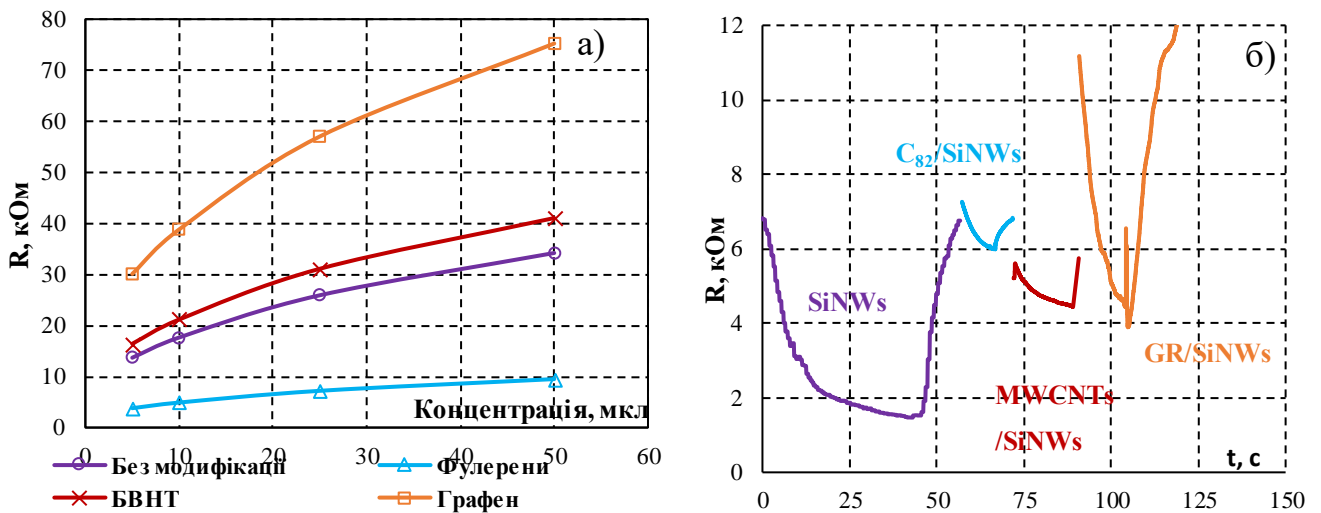 80
70
60
50
40
30
20
10
0
R, кОм
а)
Концентрація, мкл
0 10 20 30 40 50 60
Без модифікації
Фулерени
БВНТ
Графен
12
10
8
6
4
2
0
R, кОм
б)
C₈₂/SiNWs
SiNWs
GR/SiNWs
MWCNTs
/SiNWs
t, с
0 25 50 75 100 125 150